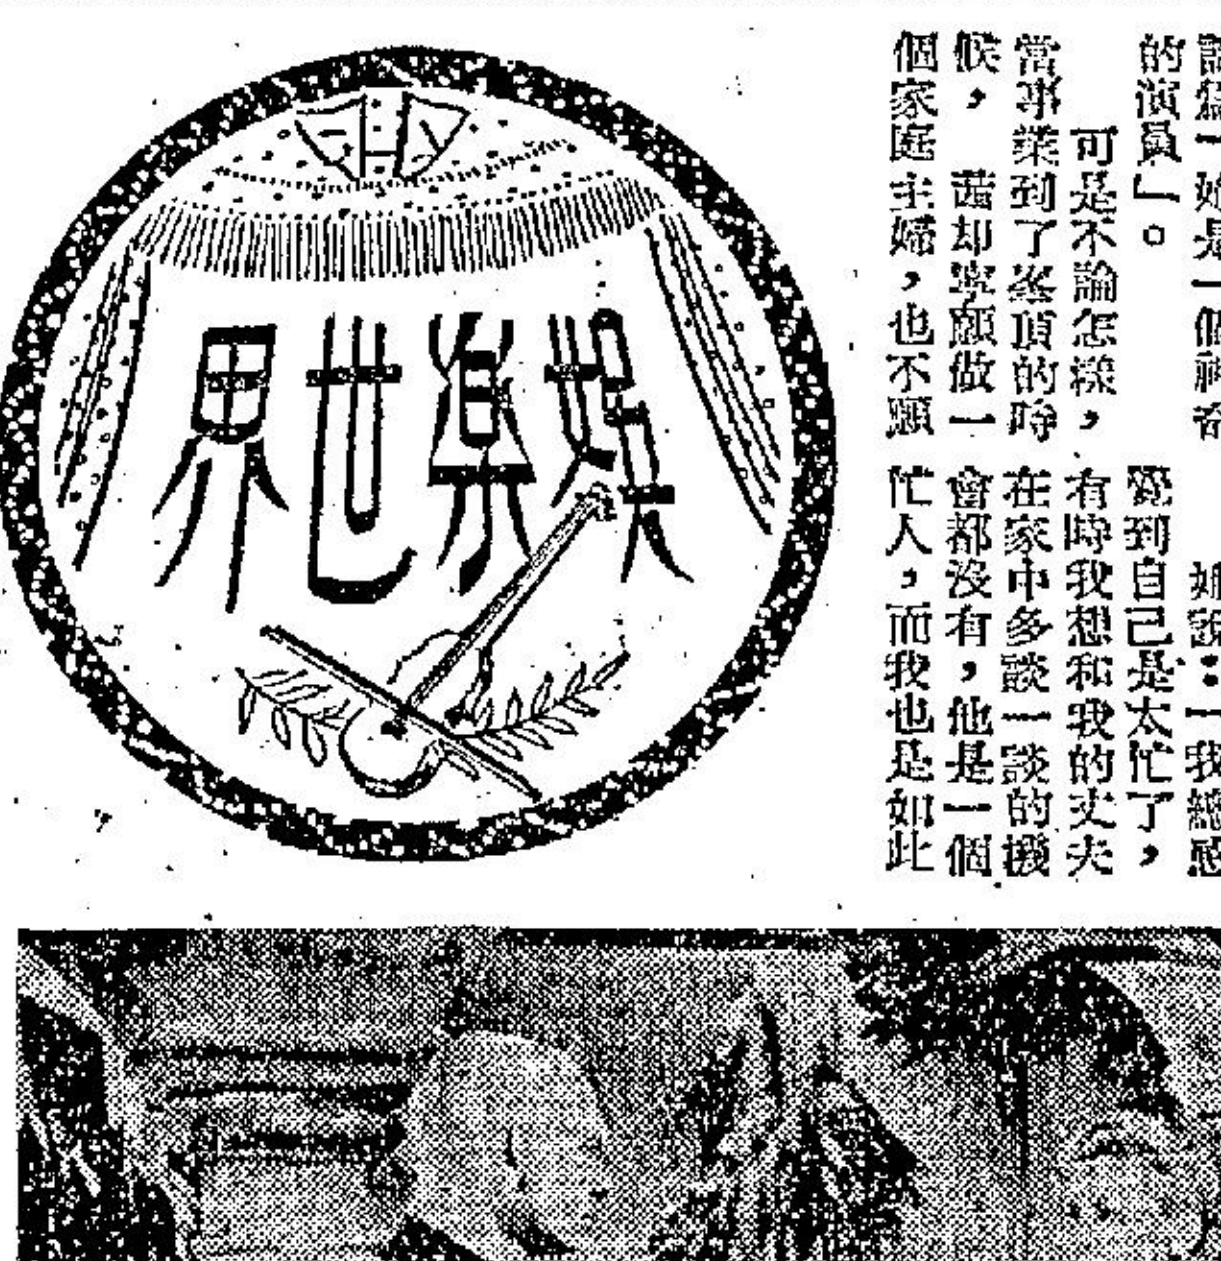 她是一個神奇
的演員」。
可是不論怎樣，
當事業到了峯頂的時
候，茜却寧願做一
個家庭主婦，也不願
她說：「我總感
覺到自己是太忙了，
有時我想和我的丈夫
在家中多談一談的機
會都沒有，他是一個
忙人，而我也是如此
娛樂世界